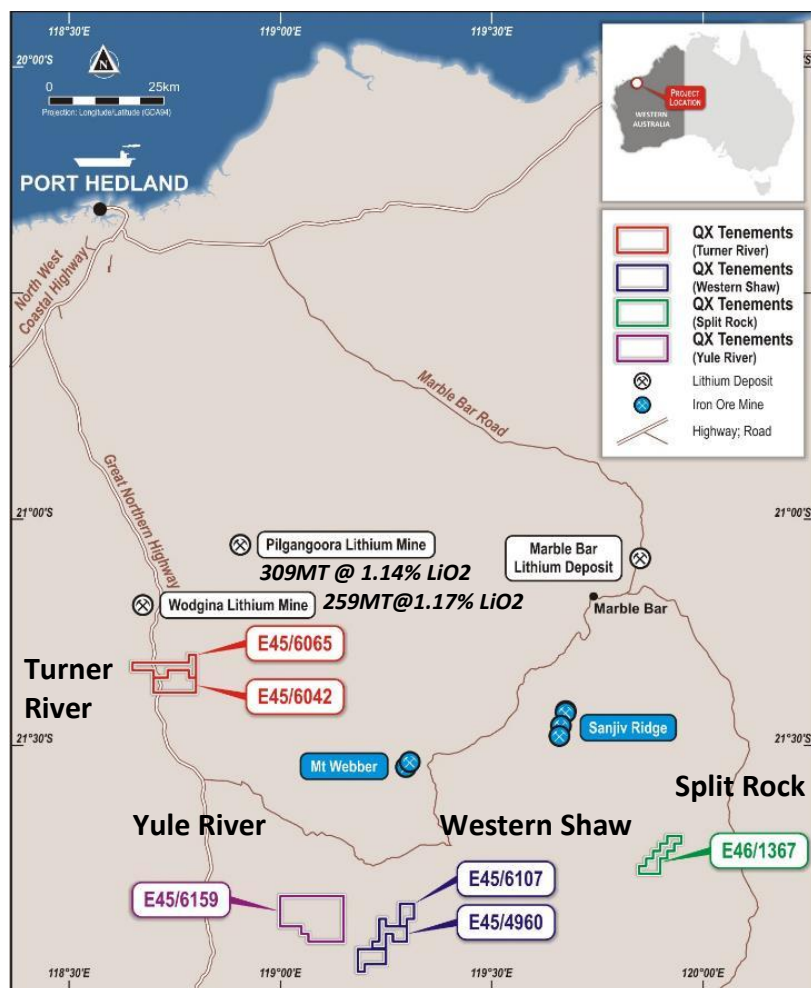 118°30'E
119°00'E
119°30'E
120°00'E
20°00'S
N
0
25km
Projection: Longitude/Latitude (GDA94)
PORT HEDLAND
North West
Coastal Highway
PROJECT
LOCATION
WESTERN
AUSTRALIA
QX Tenements
(Turner River)
QX Tenements
(Western Shaw)
QX Tenements
(Split Rock)
QX Tenements
(Yule River)
Lithium Deposit
Iron Ore Mine
Highway; Road
Marble Bar Road
Great Northern Highway
21°00'S
21°00'S
Pilgangoora Lithium Mine
309MT @ 1.14% LiO2
Marble Bar
Lithium Deposit
Wodgina Lithium Mine
259MT@1.17% LiO2
Marble Bar
E45/6065
Turner
River
E45/6042
Sanjiv Ridge
21°30'S
21°30'S
Mt Webber
Split Rock
Yule River
Western Shaw
E46/1367
E45/6107
E45/6159
E45/4960
118°30'E
119°00'E
119°30'E
120°00'E